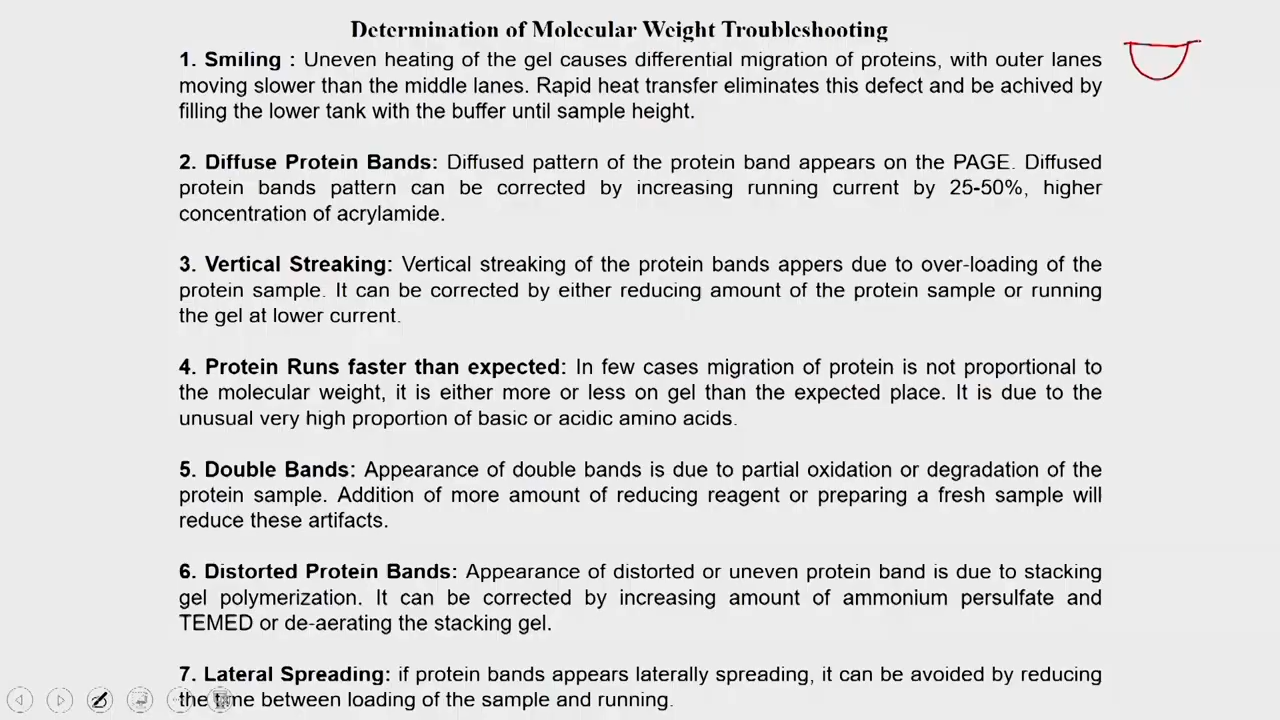 Determination of Molecular Weight Troubleshooting
1. Smiling : Uneven heating of the gel causes differential migration of proteins, with outer lanes
moving slower than the middle lanes. Rapid heat transfer eliminates this defect and be achived by
filling the lower tank with the buffer until sample height.
2. Diffuse Protein Bands: Diffused pattern of the protein band appears on the PAGE. Diffused
protein bands pattern can be corrected by increasing running current by 25-50%, higher
concentration of acrylamide.
3. Vertical Streaking: Vertical streaking of the protein bands appers due to over-loading of the
protein sample. It can be corrected by either reducing amount of the protein sample or running
the gel at lower current.
4. Protein Runs faster than expected: In few cases migration of protein is not proportional to
the molecular weight, it is either more or less on gel than the expected place. It is due to the
unusual very high proportion of basic or acidic amino acids.
5. Double Bands: Appearance of double bands is due to partial oxidation or degradation of the
protein sample. Addition of more amount of reducing reagent or preparing a fresh sample will
reduce these artifacts.
6. Distorted Protein Bands: Appearance of distorted or uneven protein band is due to stacking
gel polymerization. It can be corrected by increasing amount of ammonium persulfate and
TEMED or de-aerating the stacking gel.
7. Lateral Spreading: if protein bands appears laterally spreading, it can be avoided by reducing
the time between loading of the sample and running.